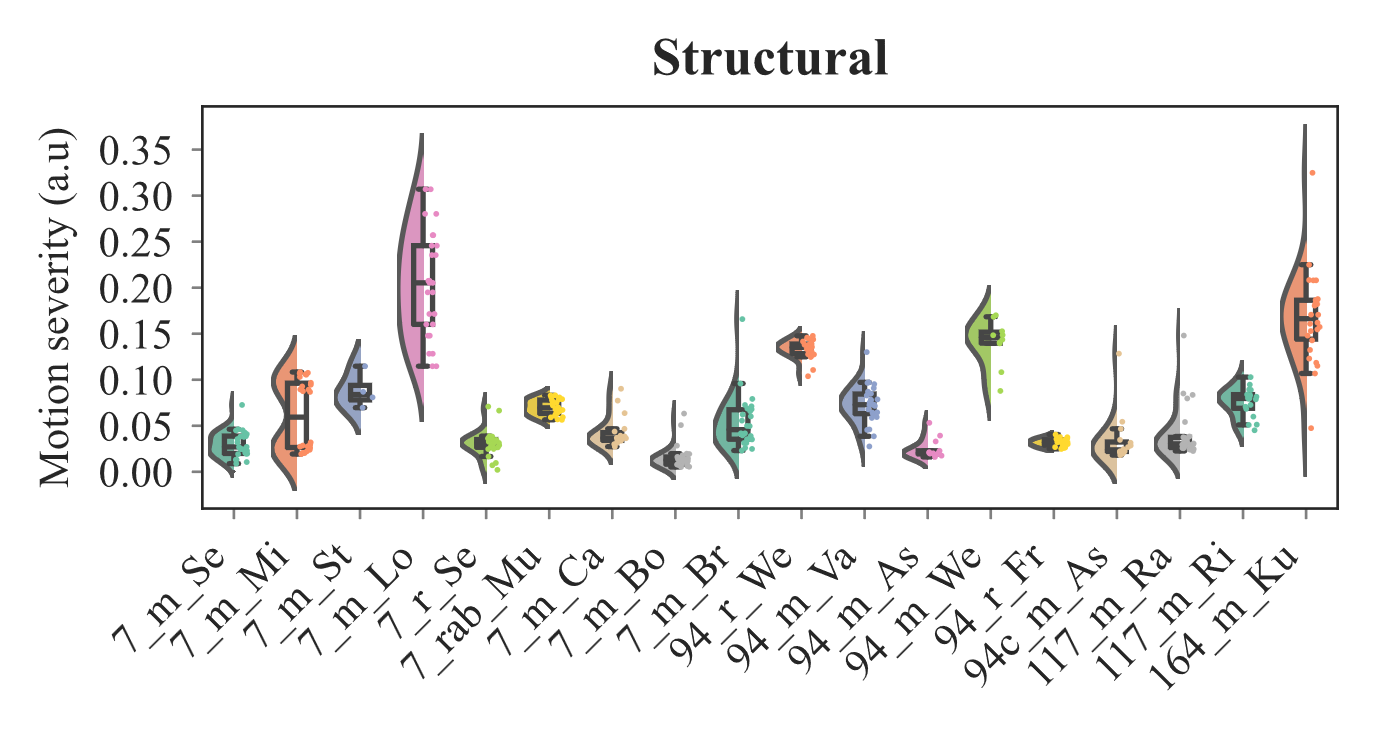 Structural
Motion severity (a.u)
0.35
0.30
0.25
0.20
0.15
0.10
0.05
0.00
7_m_Se
7_m_Mi
7_m_St
7_m_Lo
7_r_Se
7_rab_Mu
7_m_Ca
7_m_Bo
7_m_Br
94_r_We
94_m_Va
94_m_As
94_m_We
94_r_Fr
94c_m_As
117_m_Ra
117_m_Ri
164_m_Ku